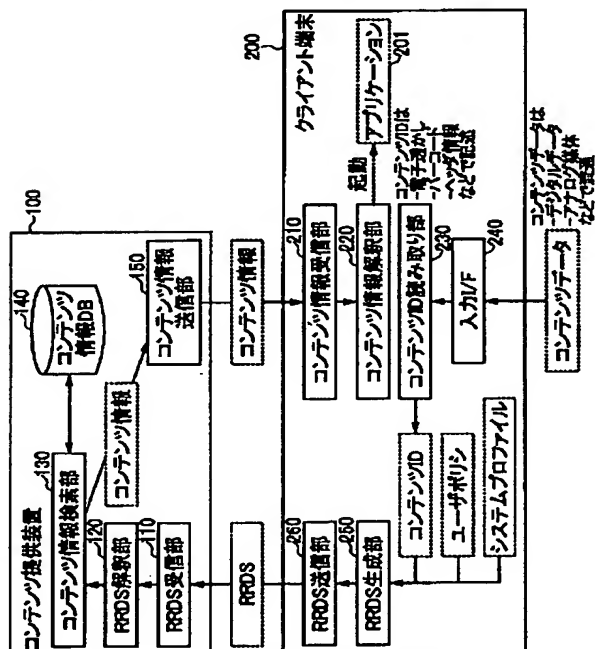 コンテンツ提供装置
100
140
コンテンツ
情報DB
130
コンテンツ情報検索部
コンテンツ情報
150
コンテンツ情報
送信部
120
RRDS解釈部
110
RRDS受信部
RRDS
コンテンツ情報
200
クライアント端末
210
コンテンツ情報受信部
220
コンテンツ情報解釈部
起動
アプリケーション
201
コンテンツIDは
-電子透かし
-バーコード
-ヘッダ情報
などで記述
コンテンツID読み取り部
230
240
入力I/F
コンテンツデータは
-デジタルデータ
-アナログ媒体
などで流通
コンテンツデータ
260
RRDS送信部
250
RRDS生成部
コンテンツID
ユーザポリシ
システムプロファイル